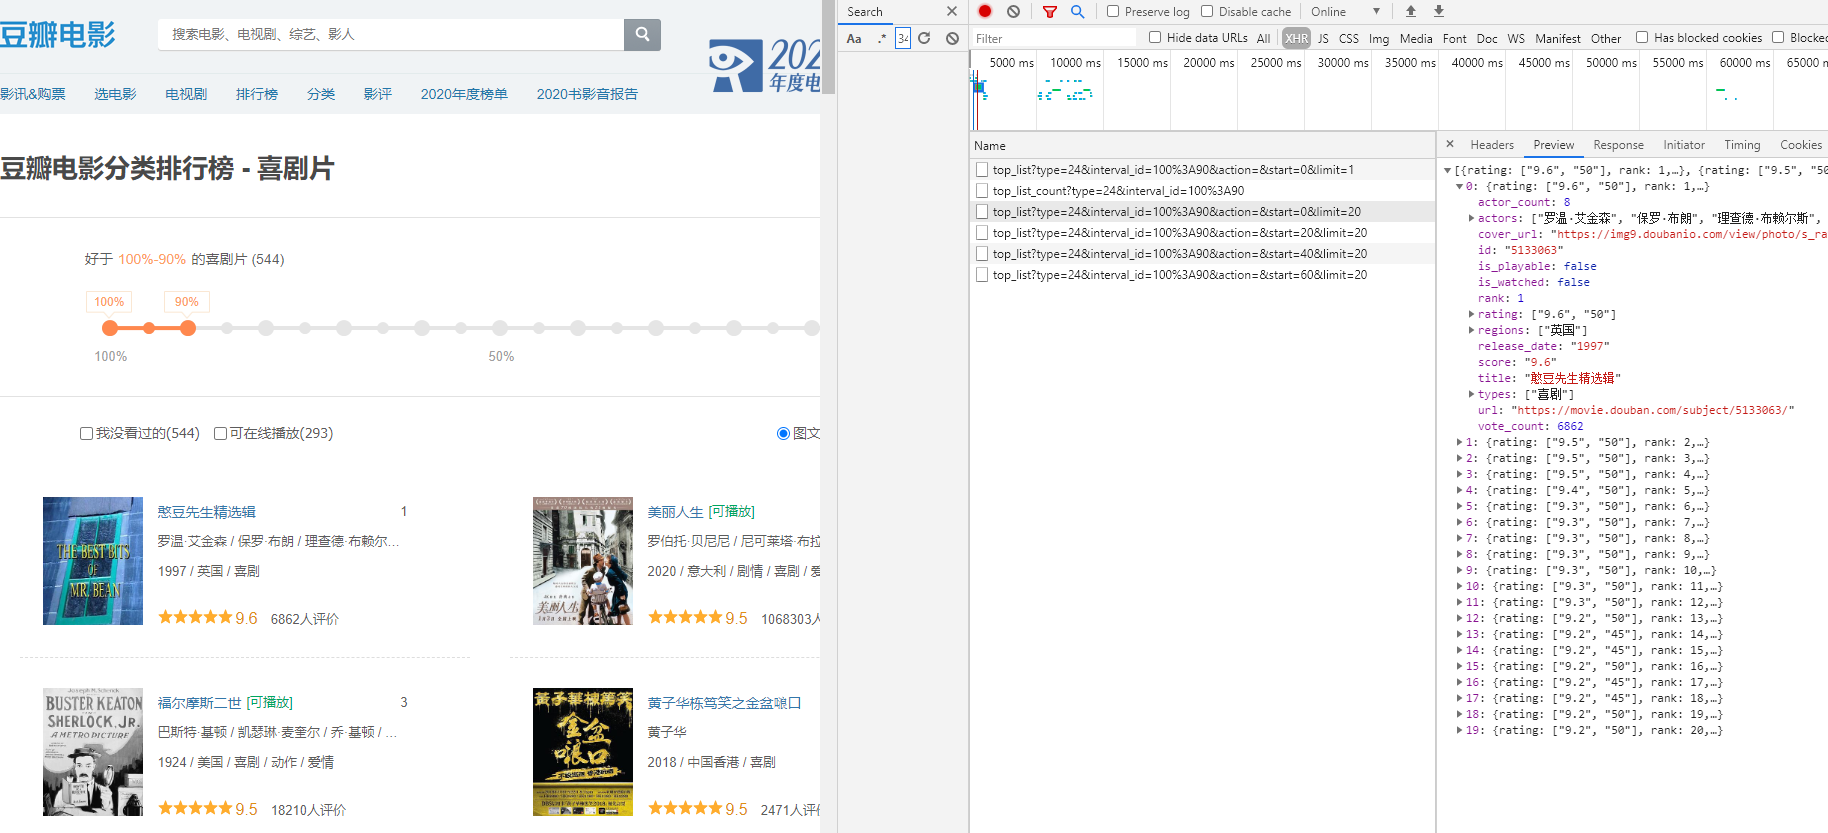 豆瓣电影
搜索电影、电视剧、综艺、影人
202
年度电
影讯&购票 选电影 电视剧 排行榜 分类 影评 2020年度榜单 2020书影音报告
豆瓣电影分类排行榜 - 喜剧片
好于 100%-90% 的喜剧片 (544)
100% 90%
100% 50%
我没看过的(544) 可在线播放(293) 图文
THE BEST BITS
OF
MR. BEAN
憨豆先生精选辑 1
罗温·艾金森 / 保罗·布朗 / 理查德·布赖尔...
1997 / 英国 / 喜剧
9.6 6862人评价
美丽人生
美丽人生 [可播放]
罗伯托·贝尼尼 / 尼可莱塔·布拉
2020 / 意大利 / 剧情 / 喜剧 / 爱
9.5 1068303人
BUSTER KEATON
SHERLOCK, JR.
A METRO PICTURE
福尔摩斯二世 [可播放] 3
巴斯特·基顿 / 凯瑟琳·麦奎尔 / 乔·基顿 / ...
1924 / 美国 / 喜剧 / 动作 / 爱情
9.5 18210人评价
黄子华栋笃笑
金盆
啷口
黄子华栋笃笑之金盆啷口
黄子华
2018 / 中国香港 / 喜剧
9.5 2471人评
Search
Aa .*
Preserve log Disable cache Online
Filter Hide data URLs All XHR JS CSS Img Media Font Doc WS Manifest Other Has blocked cookies Blocked
5000 ms 10000 ms 15000 ms 20000 ms 25000 ms 30000 ms 35000 ms 40000 ms 45000 ms 50000 ms 55000 ms 60000 ms 65000
Name
top_list?type=24&interval_id=100%3A90&action=&start=0&limit=1
top_list_count?type=24&interval_id=100%3A90
top_list?type=24&interval_id=100%3A90&action=&start=0&limit=20
top_list?type=24&interval_id=100%3A90&action=&start=20&limit=20
top_list?type=24&interval_id=100%3A90&action=&start=40&limit=20
top_list?type=24&interval_id=100%3A90&action=&start=60&limit=20
Headers Preview Response Initiator Timing Cookies
[{rating: ["9.6", "50"], rank: 1,…}, {rating: ["9.5", "50
0: {rating: ["9.6", "50"], rank: 1,…}
actor_count: 8
actors: ["罗温·艾金森", "保罗·布朗", "理查德·布赖尔斯",
cover_url: "https://img9.doubanio.com/view/photo/s_ra
id: "5133063"
is_playable: false
is_watched: false
rank: 1
rating: ["9.6", "50"]
regions: ["英国"]
release_date: "1997"
score: "9.6"
title: "憨豆先生精选辑"
types: ["喜剧"]
url: "https://movie.douban.com/subject/5133063/"
vote_count: 6862
1: {rating: ["9.5", "50"], rank: 2,…}
2: {rating: ["9.5", "50"], rank: 3,…}
3: {rating: ["9.5", "50"], rank: 4,…}
4: {rating: ["9.4", "50"], rank: 5,…}
5: {rating: ["9.3", "50"], rank: 6,…}
6: {rating: ["9.3", "50"], rank: 7,…}
7: {rating: ["9.3", "50"], rank: 8,…}
8: {rating: ["9.3", "50"], rank: 9,…}
9: {rating: ["9.3", "50"], rank: 10,…}
10: {rating: ["9.3", "50"], rank: 11,…}
11: {rating: ["9.3", "50"], rank: 12,…}
12: {rating: ["9.2", "50"], rank: 13,…}
13: {rating: ["9.2", "45"], rank: 14,…}
14: {rating: ["9.2", "45"], rank: 15,…}
15: {rating: ["9.2", "50"], rank: 16,…}
16: {rating: ["9.2", "45"], rank: 17,…}
17: {rating: ["9.2", "45"], rank: 18,…}
18: {rating: ["9.2", "50"], rank: 19,…}
19: {rating: ["9.2", "50"], rank: 20,…}